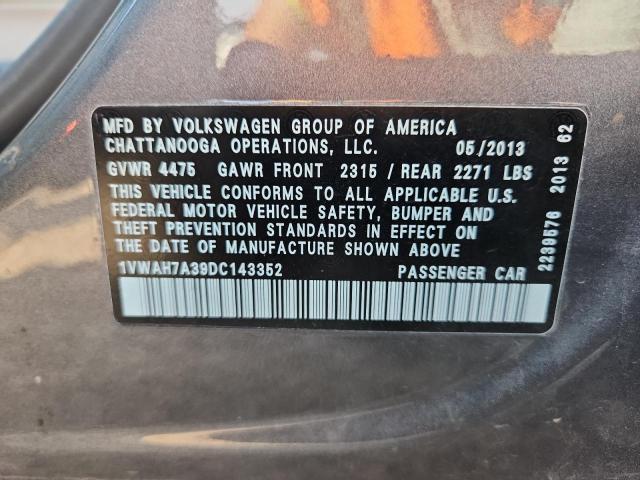 MFD BY VOLKSWAGEN GROUP OF AMERICA
CHATTANOOGA OPERATIONS, LLC. 05/2013
GVWR 4475 GAWR FRONT 2315 / REAR 2271 LBS
THIS VEHICLE CONFORMS TO ALL APPLICABLE U.S.
FEDERAL MOTOR VEHICLE SAFETY, BUMPER AND
THEFT PREVENTION STANDARDS IN EFFECT ON
THE DATE OF MANUFACTURE SHOWN ABOVE
1VWAH7A39DC143352 PASSENGER CAR
2239576 2013 62